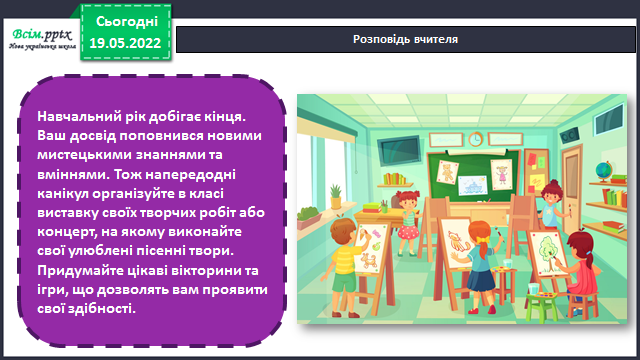 Всім.pptx
Нова українська школа
Сьогодні
19.05.2022
Розповідь вчителя
Навчальний рік добігає кінця.
Ваш досвід поповнився новими
мистецькими знаннями та
вміннями. Тож напередодні
канікул організуйте в класі
виставку своїх творчих робіт або
концерт, на якому виконайте
свої улюблені пісенні твори.
Придумайте цікаві вікторини та
ігри, що дозволять вам проявити
свої здібності.